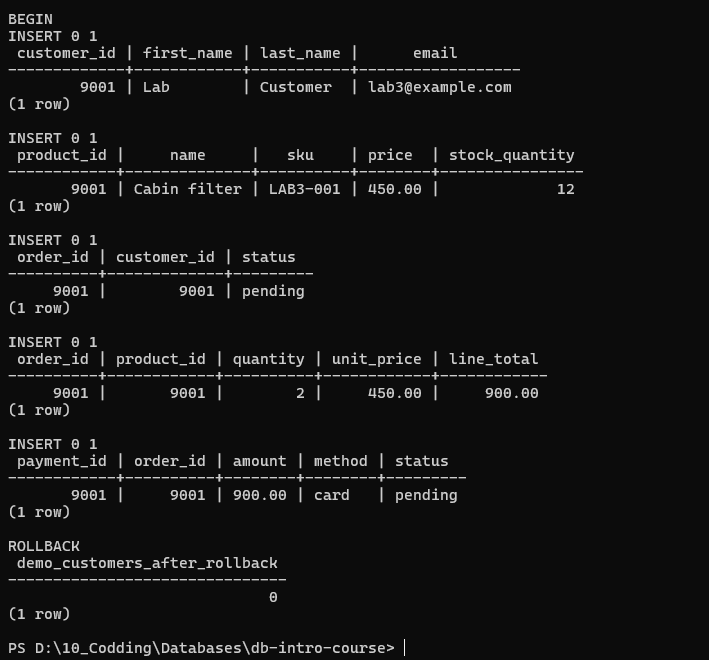 BEGIN
INSERT 0 1
 customer_id | first_name | last_name |      email
-------------+------------+-----------+------------------
        9001 | Lab        | Customer  | lab3@example.com
(1 row)

INSERT 0 1
 product_id |     name     |   sku    | price  | stock_quantity
------------+--------------+----------+--------+----------------
       9001 | Cabin filter | LAB3-001 | 450.00 |             12
(1 row)

INSERT 0 1
 order_id | customer_id | status
----------+-------------+---------
     9001 |        9001 | pending
(1 row)

INSERT 0 1
 order_id | product_id | quantity | unit_price | line_total
----------+------------+----------+------------+------------
     9001 |       9001 |        2 |     450.00 |     900.00
(1 row)

INSERT 0 1
 payment_id | order_id | amount | method | status
------------+----------+--------+--------+---------
       9001 |     9001 | 900.00 | card   | pending
(1 row)

ROLLBACK
 demo_customers_after_rollback
-------------------------------
                             0
(1 row)

PS D:\10_Codding\Databases\db-intro-course>